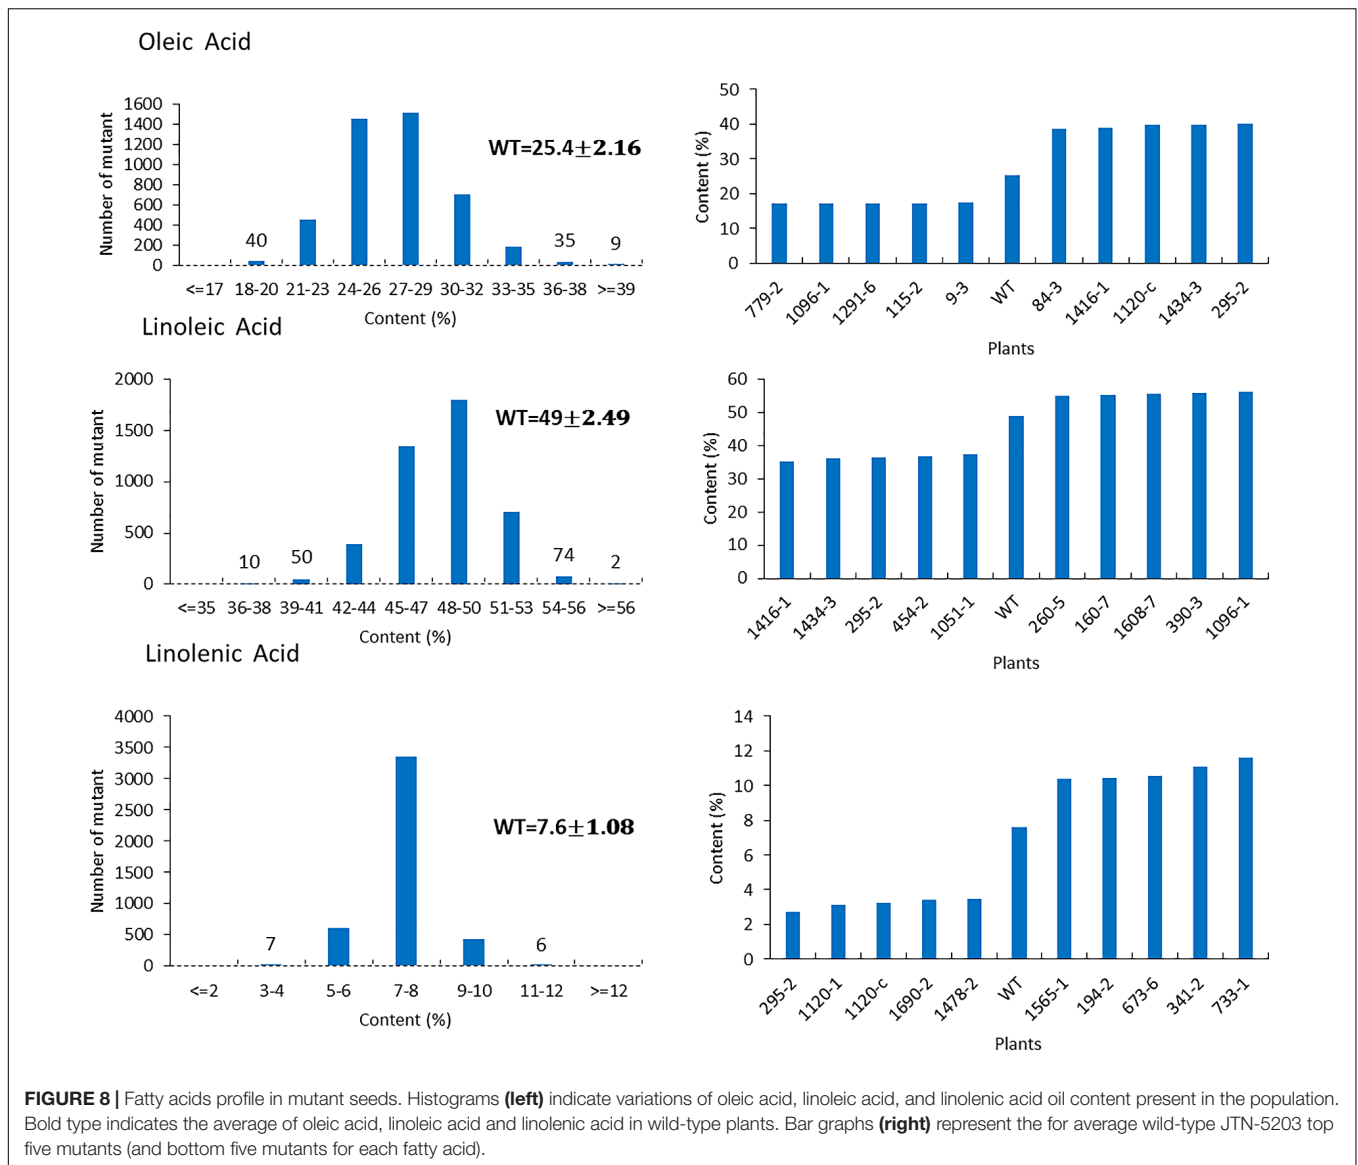 Oleic Acid
1600
1400
1200
1000
800
600
400
200
0
Number of mutant
WT=25.4±2.16
40
35
9
<=17 18-20 21-23 24-26 27-29 30-32 33-35 36-38 >=39
Content (%)
50
40
30
20
10
0
Content (%)
779-2 1096-1 1291-6 115-2 9-3 WT 84-3 1416-1 1120-c 1434-3 295-2
Plants
Linoleic Acid
2000
1500
1000
500
0
Number of mutant
WT=49±2.49
10
50
74
2
<=35 36-38 39-41 42-44 45-47 48-50 51-53 54-56 >=56
Content (%)
60
50
40
30
20
10
0
Content (%)
1416-1 1434-3 295-2 454-2 1051-1 WT 260-5 160-7 1608-7 390-3 1096-1
Plants
Linolenic Acid
4000
3500
3000
2500
2000
1500
1000
500
0
Number of mutant
WT=7.6±1.08
7
6
<=2 3-4 5-6 7-8 9-10 11-12 >=12
Content (%)
14
12
10
8
6
4
2
0
Content (%)
295-2 1120-1 1120-c 1690-2 1478-2 WT 1565-1 194-2 673-6 341-2 733-1
Plants
FIGURE 8 | Fatty acids profile in mutant seeds. Histograms (left) indicate variations of oleic acid, linoleic acid, and linolenic acid oil content present in the population.
Bold type indicates the average of oleic acid, linoleic acid and linolenic acid in wild-type plants. Bar graphs (right) represent the for average wild-type JTN-5203 top
five mutants (and bottom five mutants for each fatty acid).